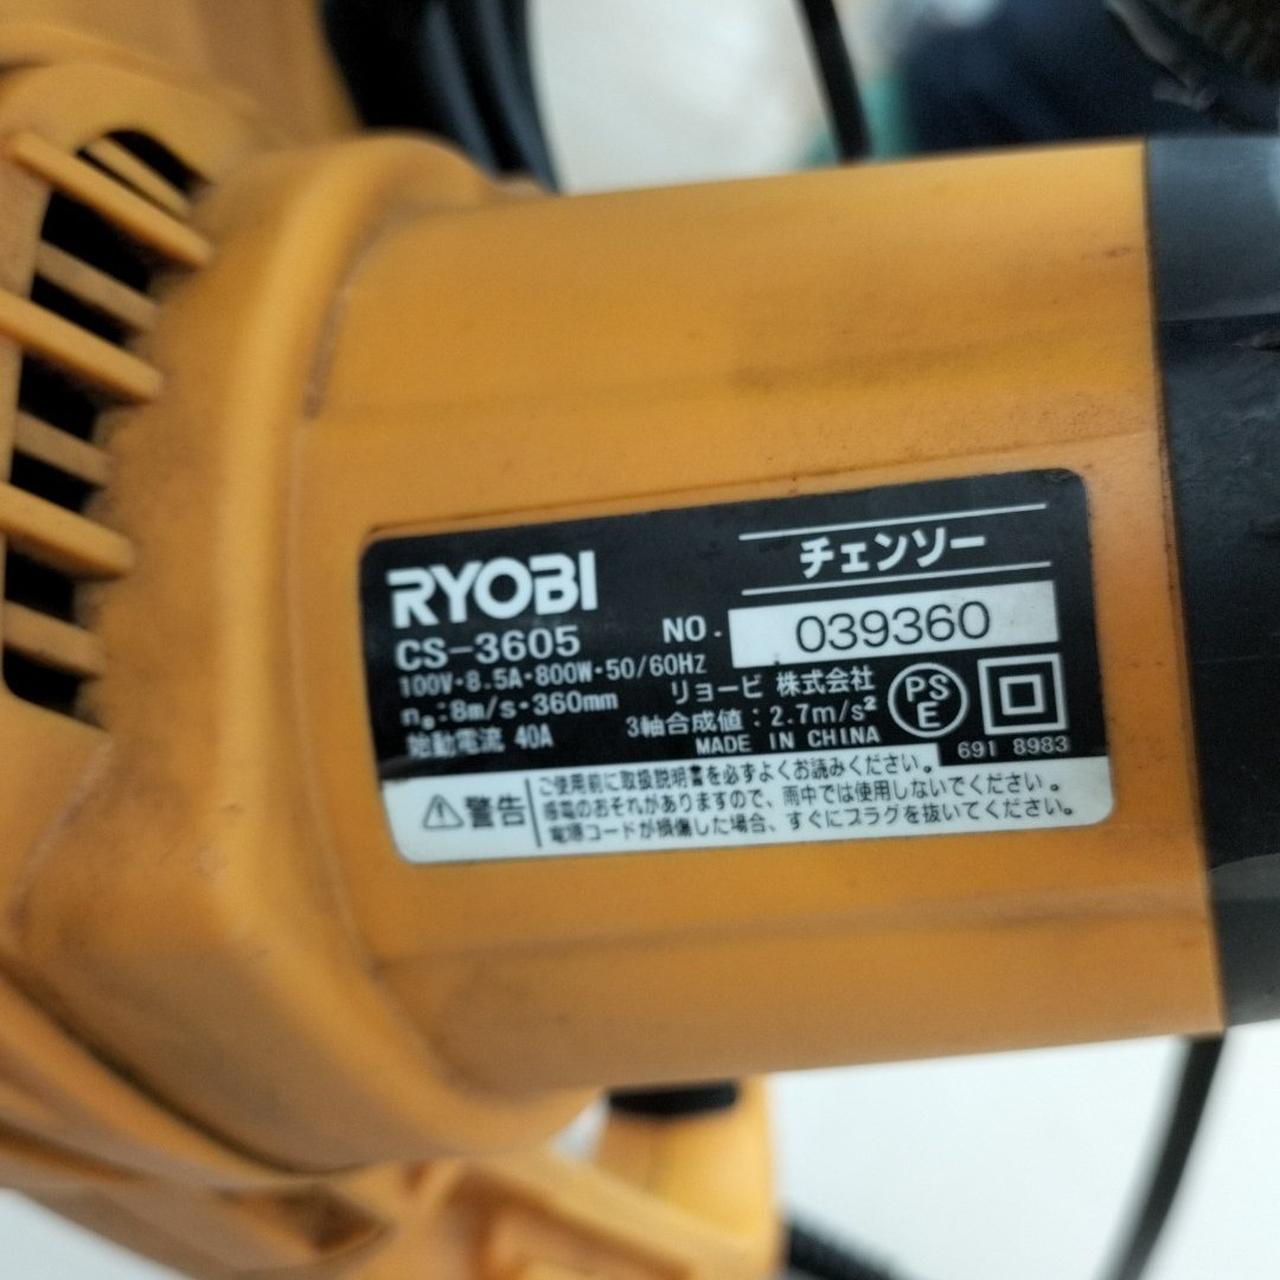 RYOBI
チェンソー
CS-3605
NO. 039360
100V・8.5A・800W・50/60Hz
n₀:8m/s・360mm
リョービ 株式会社
始動電流 40A
3軸合成値：2.7m/s²
PS
E
MADE IN CHINA
691 8983
警告
ご使用前に取扱説明書を必ずよくお読みください。
感電のおそれがありますので、雨中では使用しないでください。
電源コードが損傷した場合、すぐにプラグを抜いてください。